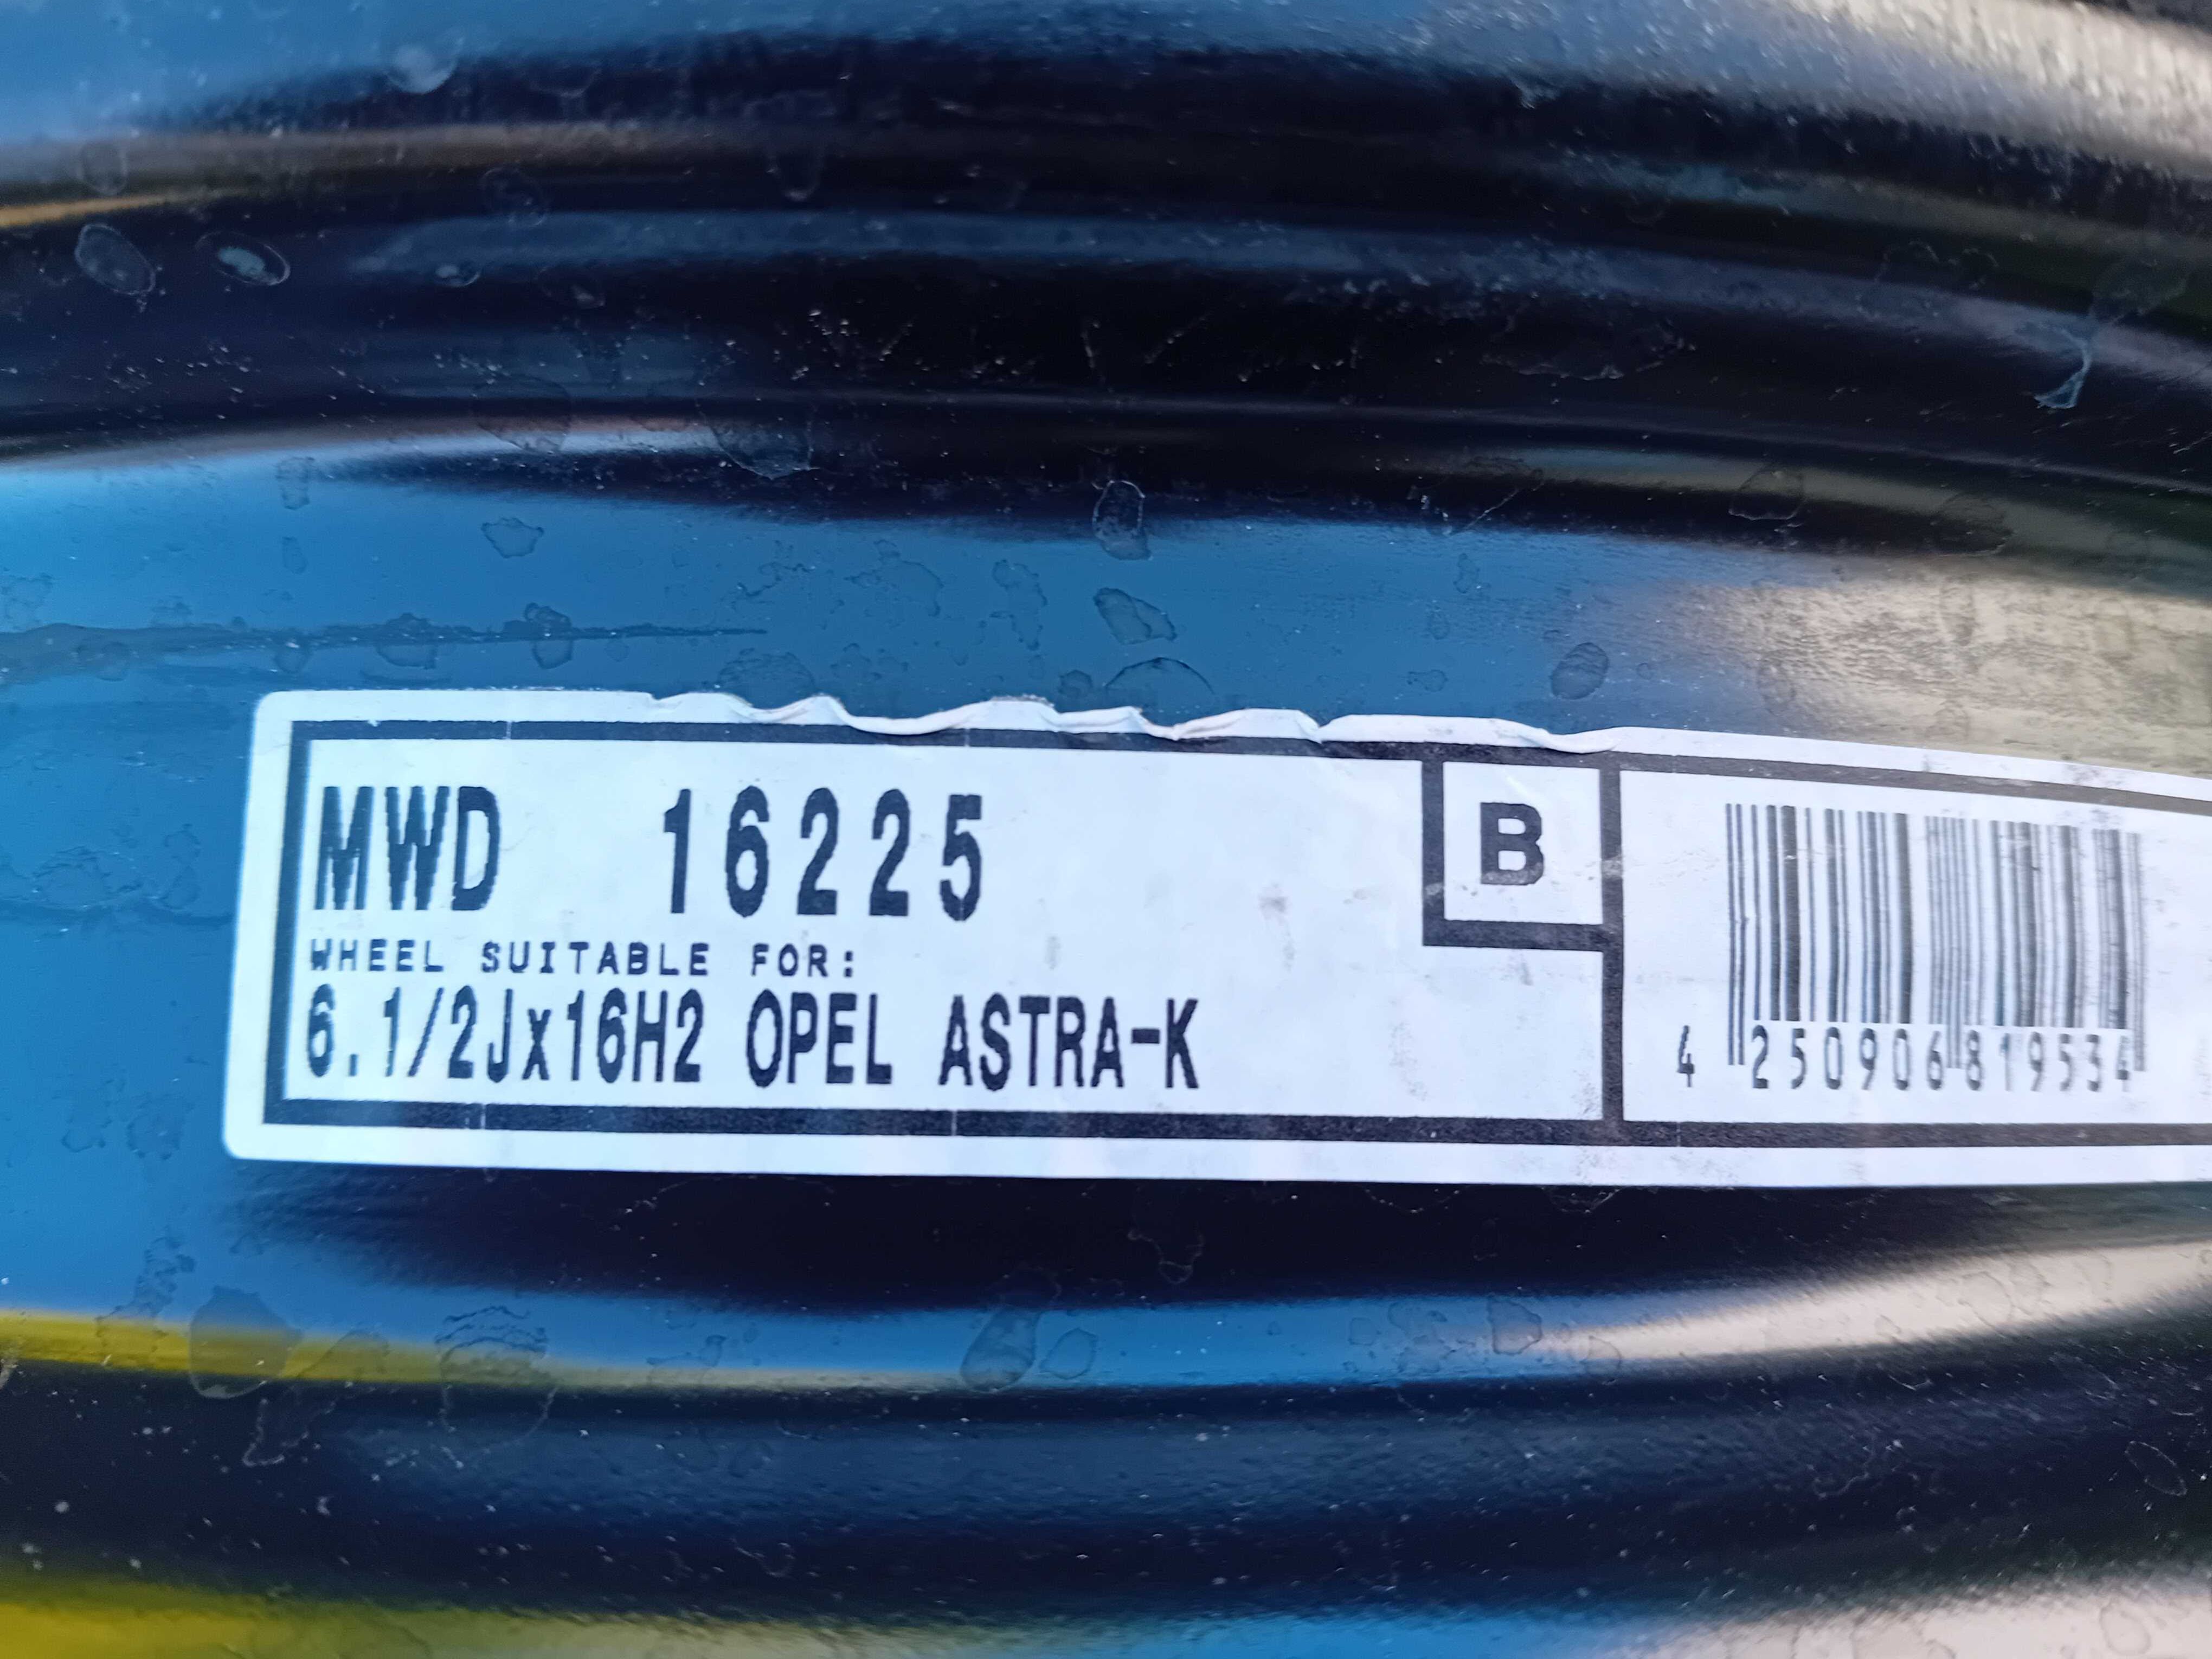 MWD 16225
B
WHEEL SUITABLE FOR:
6.1/2Jx16H2 OPEL ASTRA-K
4 250906 819534